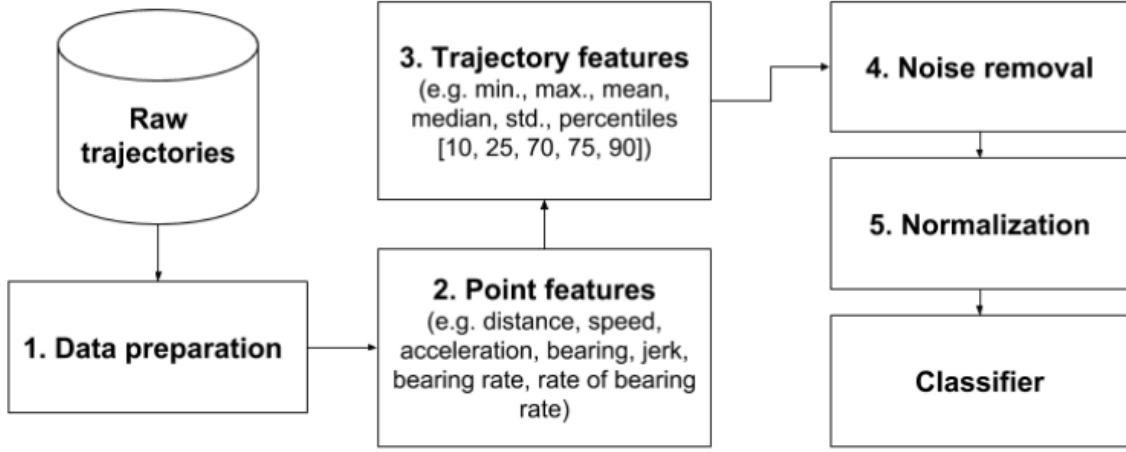 Raw
trajectories
1. Data preparation
2. Point features
(e.g. distance, speed,
acceleration, bearing, jerk,
bearing rate, rate of bearing
rate)
3. Trajectory features
(e.g. min., max., mean,
median, std., percentiles
[10, 25, 70, 75, 90])
4. Noise removal
5. Normalization
Classifier